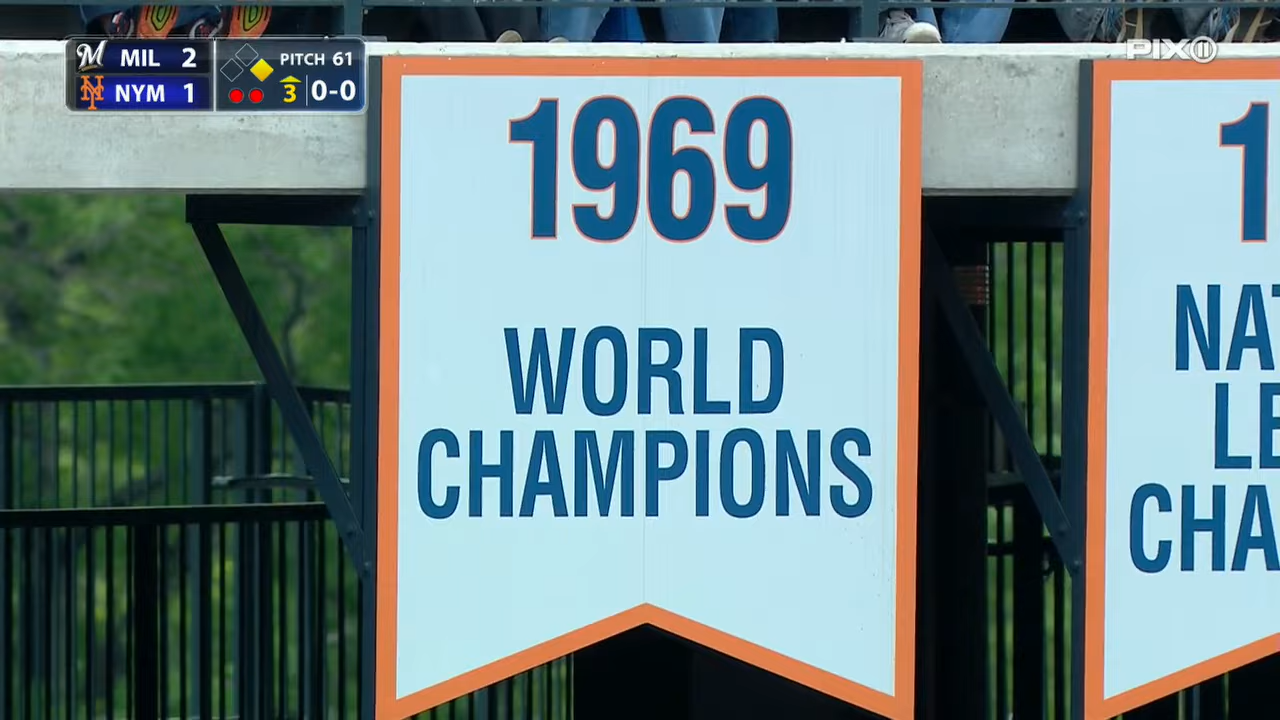 MIL 2
NYM 1
PITCH 61
3 0-0
PIX11
1969
WORLD
CHAMPIONS
1
NAT
LE
CHA